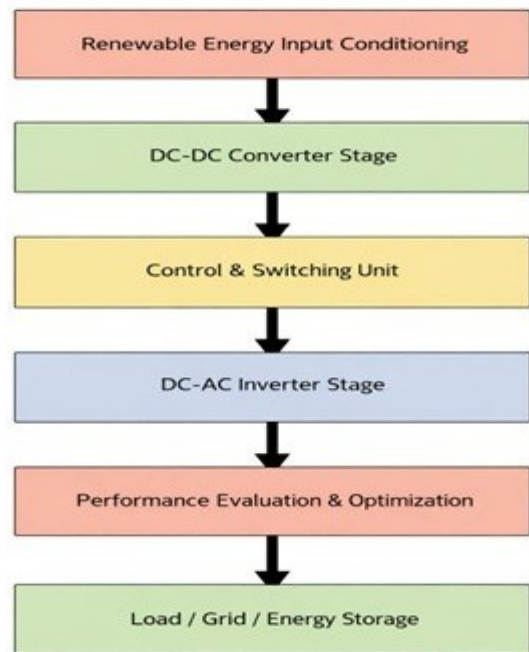 Renewable Energy Input Conditioning
DC-DC Converter Stage
Control & Switching Unit
DC-AC Inverter Stage
Performance Evaluation & Optimization
Load / Grid / Energy Storage